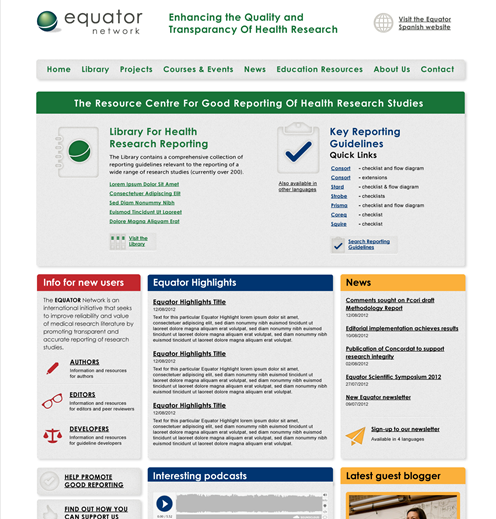 equator
network
Enhancing the Quality and
Transparency Of Health Research
Visit the Equator
Spanish website
Home Library Projects Courses & Events News Education Resources About Us Contact
The Resource Centre For Good Reporting Of Health Research Studies
Library For Health
Research Reporting
The Library contains a comprehensive collection of
reporting guidelines relevant to the reporting of a
wide range of research studies (currently over 200).
Lorem Ipsum Dolor Sit Amet
Consectetuer Adipiscing Elit
Sed Diam Nonummy Nibh
Euismod Tincidunt Ut Laoreet
Dolore Magna Aliquam Erat
Visit the
Library
Also available in
other languages
Key Reporting
Guidelines
Quick Links
Consort - checklist and flow diagram
Consort - extensions
Stard - checklist & flow diagram
Strobe - checklists
Prisma - checklist and flow diagram
Coreq - checklist
Squire - checklist
Search Reporting
Guidelines
Info for new users
The EQUATOR Network is an
international initiative that seeks
to improve reliability and value
of medical research literature by
promoting transparent and
accurate reporting of research
studies.
AUTHORS
Information and resources
for authors
EDITORS
Information and resources
for editors and peer reviewers
DEVELOPERS
Information and resources
for guideline developers
Equator Highlights
Equator Highlights Title
12/08/2012
Text for this particular Equator Highlight lorem ipsum dolor sit amet,
consectetuer adipiscing elit, sed diam nonummy nibh euismod tincidunt ut
laoreet dolore magna aliquam erat volutpat, sed diam nonummy nibh euismod
tincidunt ut laoreet dolore magna aliquam erat volutpat.
Equator Highlights Title
12/08/2012
Text for this particular Equator Highlight lorem ipsum dolor sit amet,
consectetuer adipiscing elit, sed diam nonummy nibh euismod tincidunt ut
laoreet dolore magna aliquam erat volutpat, sed diam nonummy nibh euismod
tincidunt ut laoreet dolore magna aliquam erat volutpat.
Equator Highlights Title
12/08/2012
Text for this particular Equator Highlight lorem ipsum dolor sit amet,
consectetuer adipiscing elit, sed diam nonummy nibh euismod tincidunt ut
laoreet dolore magna aliquam erat volutpat, sed diam nonummy nibh euismod
tincidunt ut laoreet dolore magna aliquam erat volutpat.
News
Comments sought on Pcori draft
Methodology Report
12/08/2012
Editorial implementation achieves results
10/08/2012
Publication of Concordat to support
research integrity
02/08/2012
Equator Scientific Symposium 2012
27/07/2012
New Equator newsletter
09/07/2012
Sign-up to our newsletter
Available in 4 languages
HELP PROMOTE
GOOD REPORTING
FIND OUT HOW YOU
CAN SUPPORT US
Interesting podcasts
Latest guest blogger